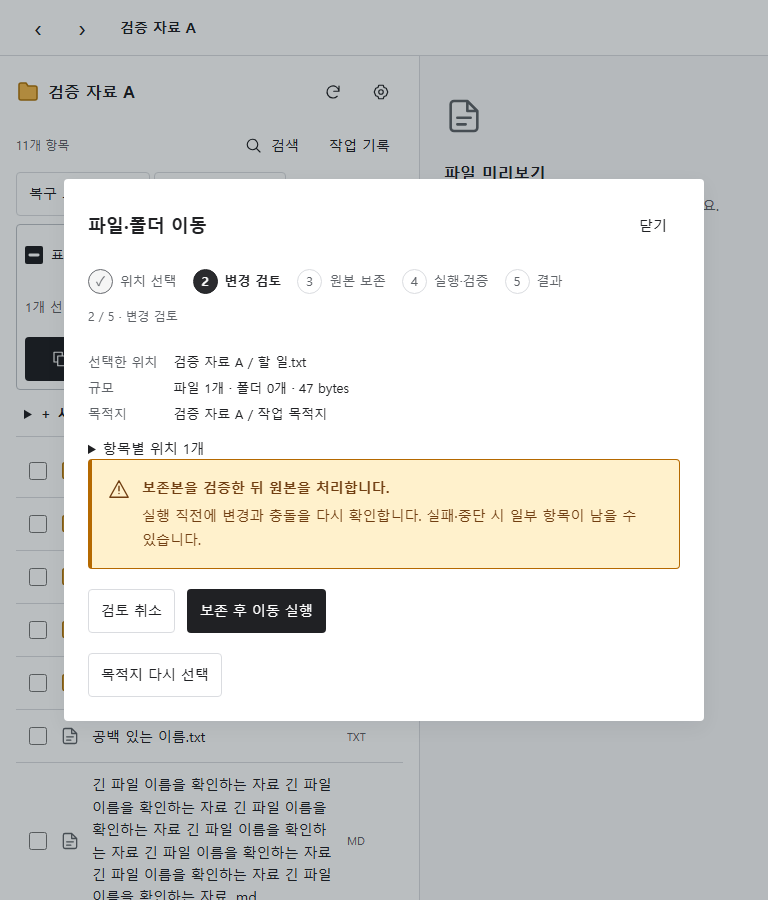 검증 자료 A
검증 자료 A
11개 항목
검색
작업 기록
복구
파일 미리보기
요.
1개 선
파일·폴더 이동
닫기
✓ 위치 선택
2 변경 검토
3 원본 보존
4 실행·검증
5 결과
2 / 5 · 변경 검토
선택한 위치 검증 자료 A / 할 일.txt
규모 파일 1개 · 폴더 0개 · 47 bytes
목적지 검증 자료 A / 작업 목적지
▶ 항목별 위치 1개
보존본을 검증한 뒤 원본을 처리합니다.
실행 직전에 변경과 충돌을 다시 확인합니다. 실패·중단 시 일부 항목이 남을 수
있습니다.
검토 취소
보존 후 이동 실행
목적지 다시 선택
공백 있는 이름.txt
TXT
긴 파일 이름을 확인하는 자료 긴 파일
이름을 확인하는 자료 긴 파일 이름을
확인하는 자료 긴 파일 이름을 확인하
는 자료 긴 파일 이름을 확인하는 자료
긴 파일 이름을 확인하는 자료 긴 파일
이름을 확인하는 자료 .md
MD